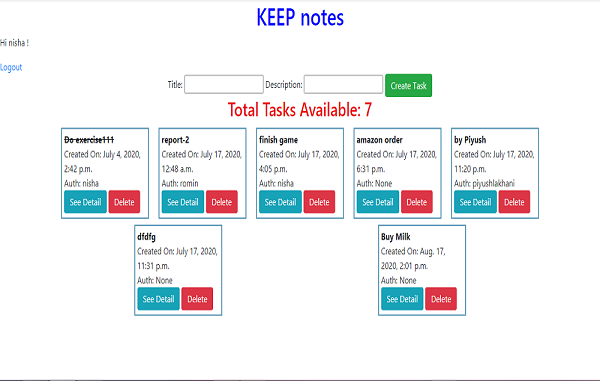 KEEP notes
Hi nisha !
Logout
Title: Description: Create Task
Total Tasks Available: 7
Do exercise111
Created On: July 4, 2020,
2:42 p.m.
Auth: nisha
See Detail Delete
report-2
Created On: July 17, 2020,
12:48 a.m.
Auth: romin
See Detail Delete
finish game
Created On: July 17, 2020,
4:05 p.m.
Auth: nisha
See Detail Delete
amazon order
Created On: July 17, 2020,
6:31 p.m.
Auth: None
See Detail Delete
by Piyush
Created On: July 17, 2020,
11:20 p.m.
Auth: piyushlakhani
See Detail Delete
dfdfg
Created On: July 17, 2020,
11:31 p.m.
Auth: None
See Detail Delete
Buy Milk
Created On: Aug. 17,
2020, 2:01 p.m.
Auth: None
See Detail Delete